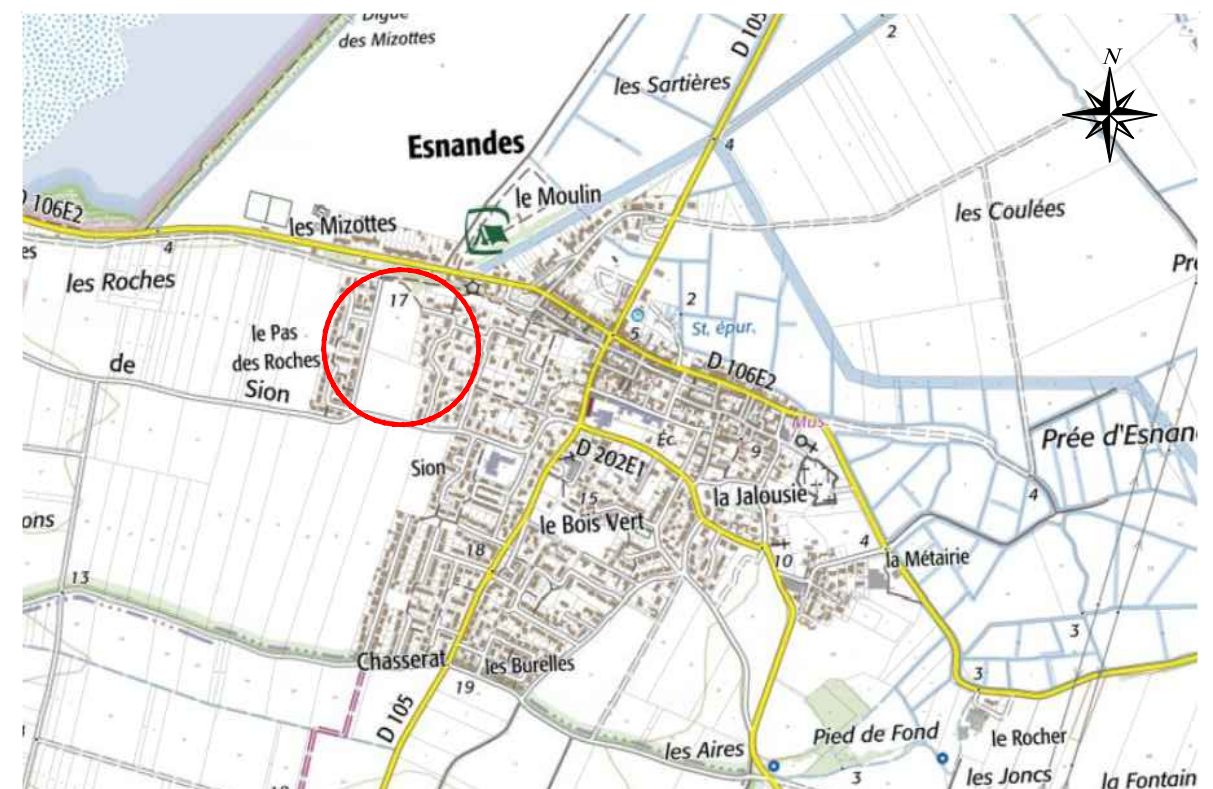 Digue
des Mizottes
D 105
2
N
les Sartières
4
Esnandes
le Moulin
D 106E2
les Mizottes
les Coulées
4
es
les Roches
17
2
St. épur.
le Pas
des Roches
5
de
Sion
D 106E2
Mus.
Éc.
9
Prée d'Esnan
Sion
D 202E1
15
la Jalousie
4
ons
le Bois Vert
18
4
10
la Métairie
13
3
Chasserat
les Burelles
19
3
D 105
Pied de Fond
le Rocher
les Aires
3
les Joncs
la Fontain